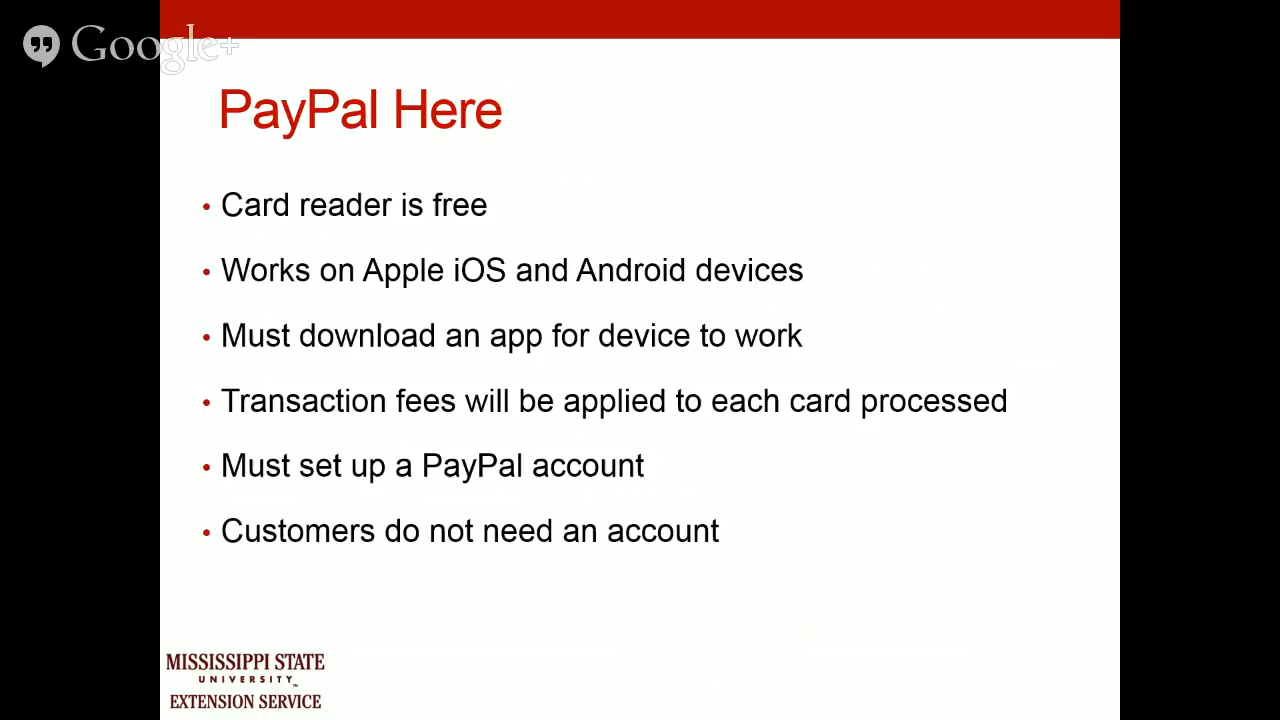 Google+
PayPal Here
• Card reader is free
• Works on Apple iOS and Android devices
• Must download an app for device to work
• Transaction fees will be applied to each card processed
• Must set up a PayPal account
• Customers do not need an account
MISSISSIPPI STATE
UNIVERSITY™
EXTENSION SERVICE